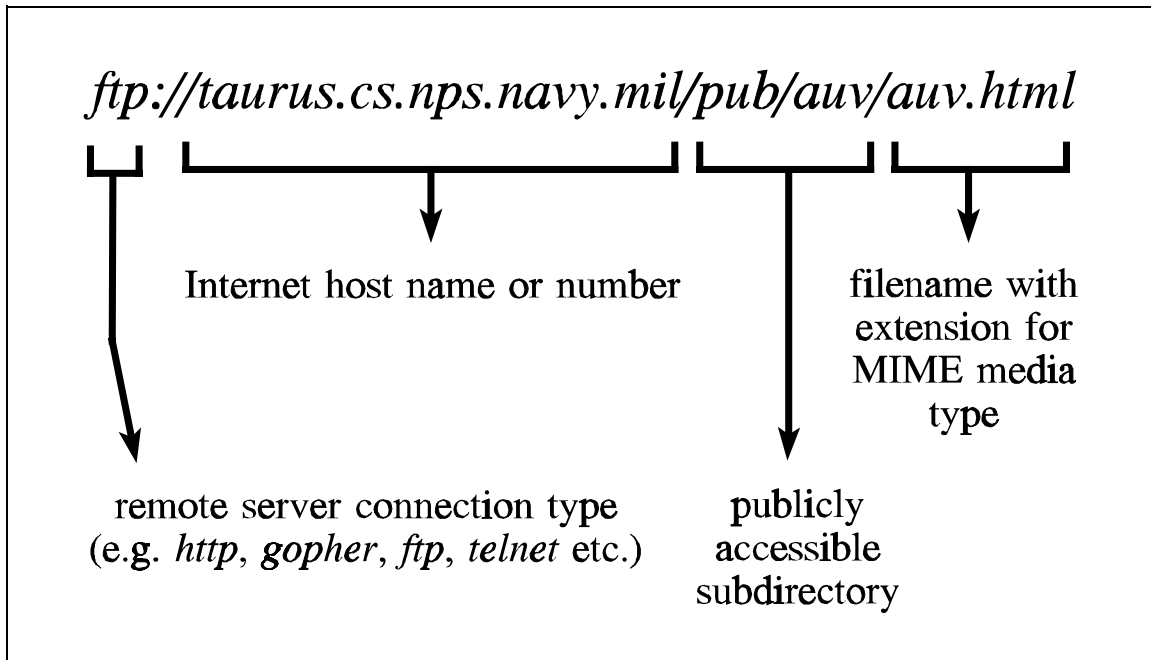 ftp://taurus.cs.nps.navy.mil/pub/auv/auv.html
Internet host name or number
filename with
extension for
MIME media
type
remote server connection type
(e.g. http, gopher, ftp, telnet etc.)
publicly
accessible
subdirectory